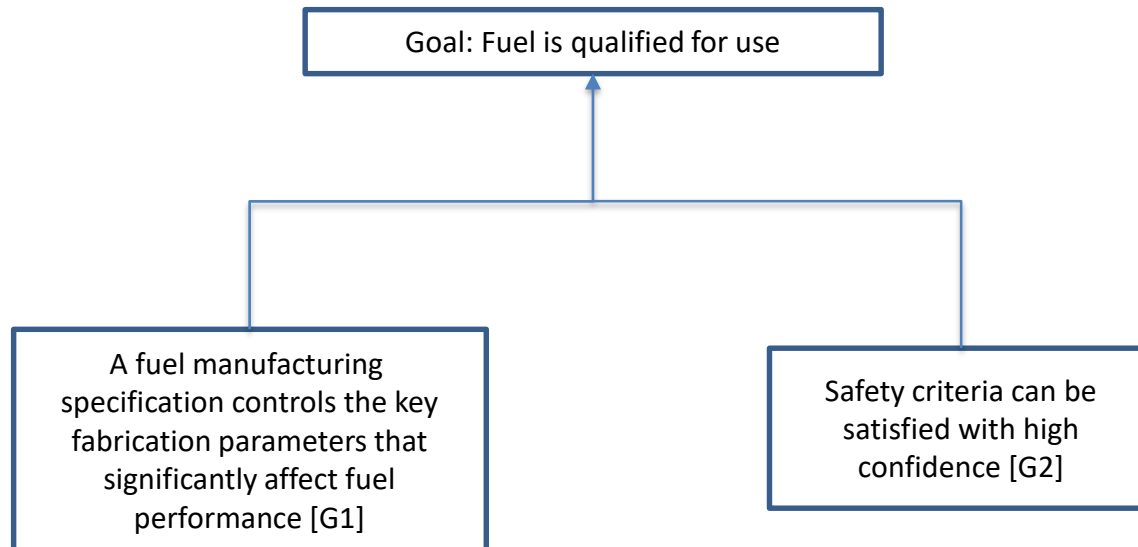 Goal: Fuel is qualified for use
A fuel manufacturing
specification controls the key
fabrication parameters that
significantly affect fuel
performance [G1]
Safety criteria can be
satisfied with high
confidence [G2]